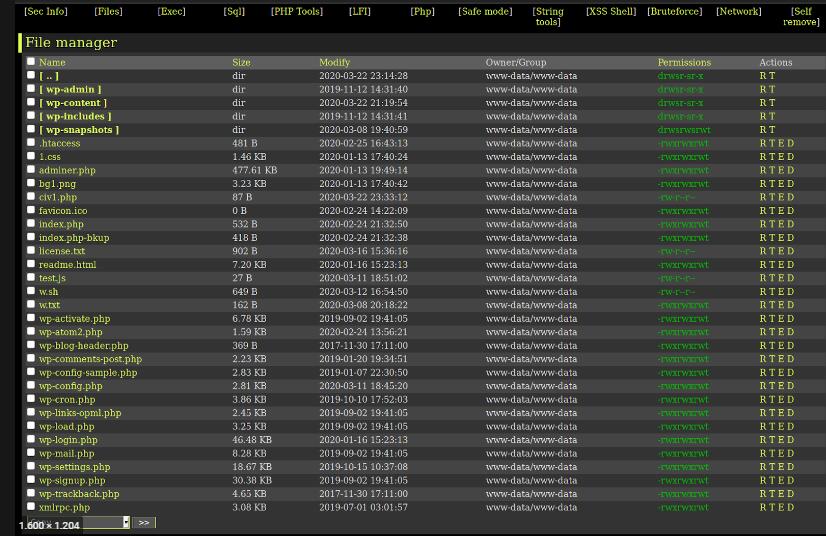 [Sec Info] [Files] [Exec] [Sql] [PHP Tools] [LFI] [Php] [Safe mode] [String tools] [XSS Shell] [Bruteforce] [Network] [Self remove]
File manager
Name Size Modify Owner/Group Permissions Actions
[ .. ] dir 2020-03-22 23:14:28 www-data/www-data drwsr-sr-x R T
[ wp-admin ] dir 2019-11-12 14:31:40 www-data/www-data drwsr-sr-x R T
[ wp-content ] dir 2020-03-22 21:19:54 www-data/www-data drwsr-sr-x R T
[ wp-includes ] dir 2019-11-12 14:31:41 www-data/www-data drwsr-sr-x R T
[ wp-snapshots ] dir 2020-03-08 19:40:59 www-data/www-data drwsrwsrwt R T
.htaccess 481 B 2020-02-25 16:43:13 www-data/www-data -rwxrwxrwt R T E D
1.css 1.46 KB 2020-01-13 17:40:24 www-data/www-data -rwxrwxrwt R T E D
adminer.php 477.61 KB 2020-01-13 19:49:14 www-data/www-data -rwxrwxrwt R T E D
bg1.png 3.23 KB 2020-01-13 17:40:42 www-data/www-data -rwxrwxrwt R T E D
civ1.php 87 B 2020-03-22 23:33:12 www-data/www-data -rw-r--r-- R T E D
favicon.ico 0 B 2020-02-24 14:22:09 www-data/www-data -rwxrwxrwt R T E D
index.php 532 B 2020-02-24 21:32:50 www-data/www-data -rwxrwxrwt R T E D
index.php-bkup 418 B 2020-02-24 21:32:38 www-data/www-data -rwxrwxrwt R T E D
license.txt 902 B 2020-03-16 15:36:16 www-data/www-data -rw-r--r-- R T E D
readme.html 7.20 KB 2020-01-16 15:23:13 www-data/www-data -rwxrwxrwt R T E D
test.js 27 B 2020-03-11 18:51:02 www-data/www-data -rw-r--r-- R T E D
w.sh 649 B 2020-03-12 16:54:50 www-data/www-data -rw-r--r-- R T E D
w.txt 162 B 2020-03-08 20:18:22 www-data/www-data -rwxrwxrwt R T E D
wp-activate.php 6.78 KB 2019-09-02 19:41:05 www-data/www-data -rwxrwxrwt R T E D
wp-atom2.php 1.59 KB 2020-02-24 13:56:21 www-data/www-data -rwxrwxrwt R T E D
wp-blog-header.php 369 B 2017-11-30 17:11:00 www-data/www-data -rwxrwxrwt R T E D
wp-comments-post.php 2.23 KB 2019-01-20 19:34:51 www-data/www-data -rwxrwxrwt R T E D
wp-config-sample.php 2.83 KB 2019-01-07 22:30:50 www-data/www-data -rwxrwxrwt R T E D
wp-config.php 2.81 KB 2020-03-11 18:45:20 www-data/www-data -rwxrwxrwt R T E D
wp-cron.php 3.86 KB 2019-10-10 17:52:03 www-data/www-data -rwxrwxrwt R T E D
wp-links-opml.php 2.45 KB 2019-09-02 19:41:05 www-data/www-data -rwxrwxrwt R T E D
wp-load.php 3.25 KB 2019-09-02 19:41:05 www-data/www-data -rwxrwxrwt R T E D
wp-login.php 46.48 KB 2020-01-16 15:23:13 www-data/www-data -rwxrwxrwt R T E D
wp-mail.php 8.28 KB 2019-09-02 19:41:05 www-data/www-data -rwxrwxrwt R T E D
wp-settings.php 18.67 KB 2019-10-15 10:37:08 www-data/www-data -rwxrwxrwt R T E D
wp-signup.php 30.38 KB 2019-09-02 19:41:05 www-data/www-data -rwxrwxrwt R T E D
wp-trackback.php 4.65 KB 2017-11-30 17:11:00 www-data/www-data -rwxrwxrwt R T E D
xmlrpc.php 3.08 KB 2019-07-01 03:01:57 www-data/www-data -rwxrwxrwt R T E D
1.600 × 1.204 >>